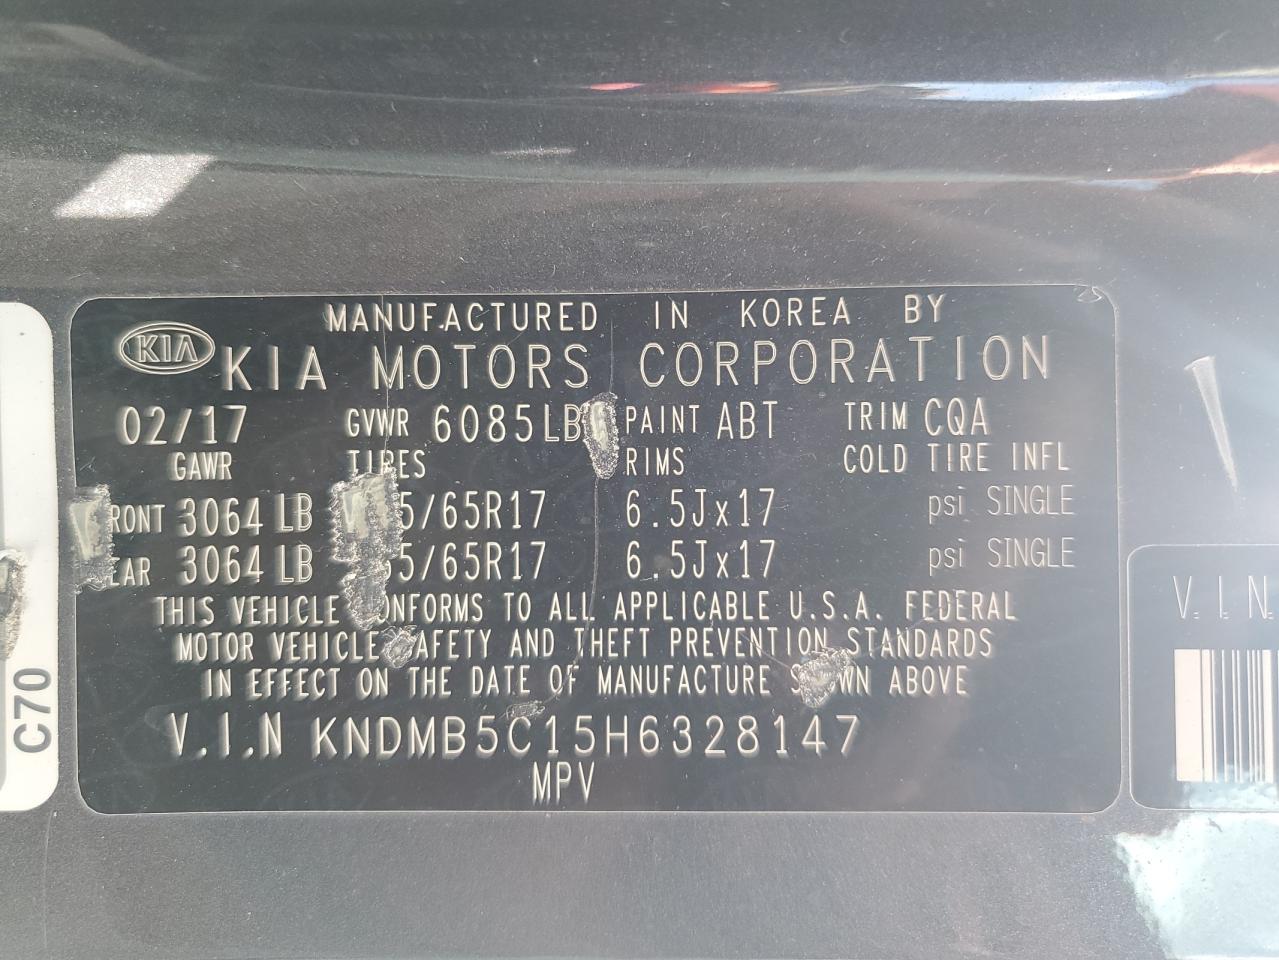 MANUFACTURED IN KOREA BY
KIA KIA MOTORS CORPORATION
02/17 GVWR 6085LB PAINT ABT TRIM CQA
GAWR TIRES RIMS COLD TIRE INFL
3064 LB 5/65R17 6.5Jx17 psi SINGLE
3064 LB 5/65R17 6.5Jx17 psi SINGLE
THIS VEHICLE CONFORMS TO ALL APPLICABLE U.S.A. FEDERAL
MOTOR VEHICLE SAFETY AND THEFT PREVENTION STANDARDS
IN EFFECT ON THE DATE OF MANUFACTURE SHOWN ABOVE
V.I.N KNDMB5C15H6328147
MPV
C70
V.I.N